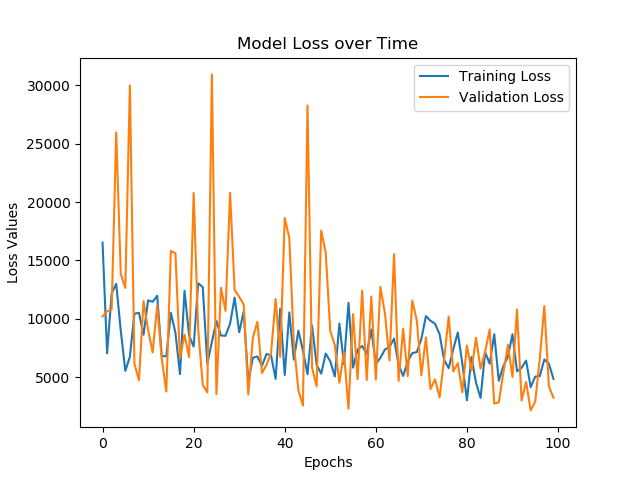 Model Loss over Time
Training Loss
Validation Loss
Loss Values
30000
25000
20000
15000
10000
5000
0
20
40
60
80
100
Epochs